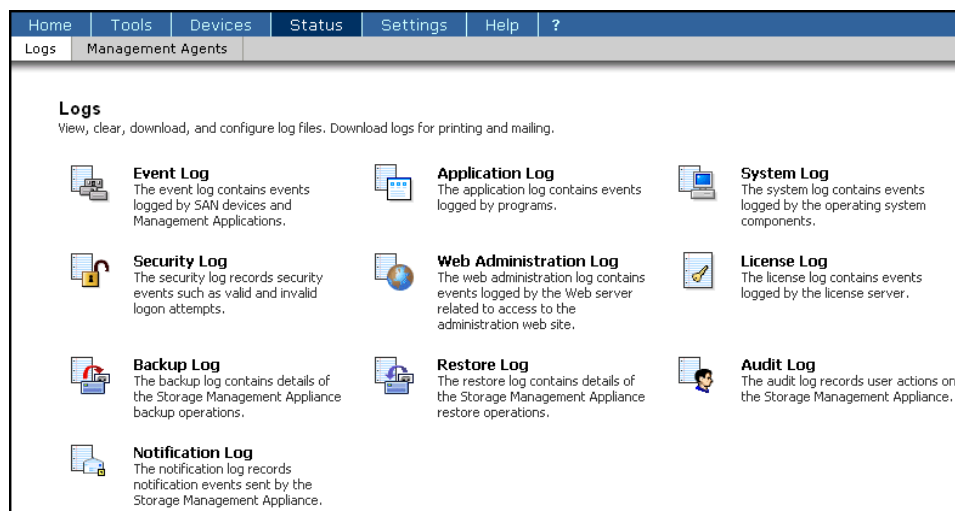 Home Tools Devices Status Settings Help ?
Logs Management Agents
Logs
View, clear, download, and configure log files. Download logs for printing and mailing.
Event Log
The event log contains events
logged by SAN devices and
Management Applications.
Application Log
The application log contains events
logged by programs.
System Log
The system log contains events
logged by the operating system
components.
Security Log
The security log records security
events such as valid and invalid
logon attempts.
Web Administration Log
The web administration log contains
events logged by the Web server
related to access to the
administration web site.
License Log
The license log contains events
logged by the license server.
Backup Log
The backup log contains details of
the Storage Management Appliance
backup operations.
Restore Log
The restore log contains details of
the Storage Management Appliance
restore operations.
Audit Log
The audit log records user actions on
the Storage Management Appliance.
Notification Log
The notification log records
notification events sent by the
Storage Management Appliance.